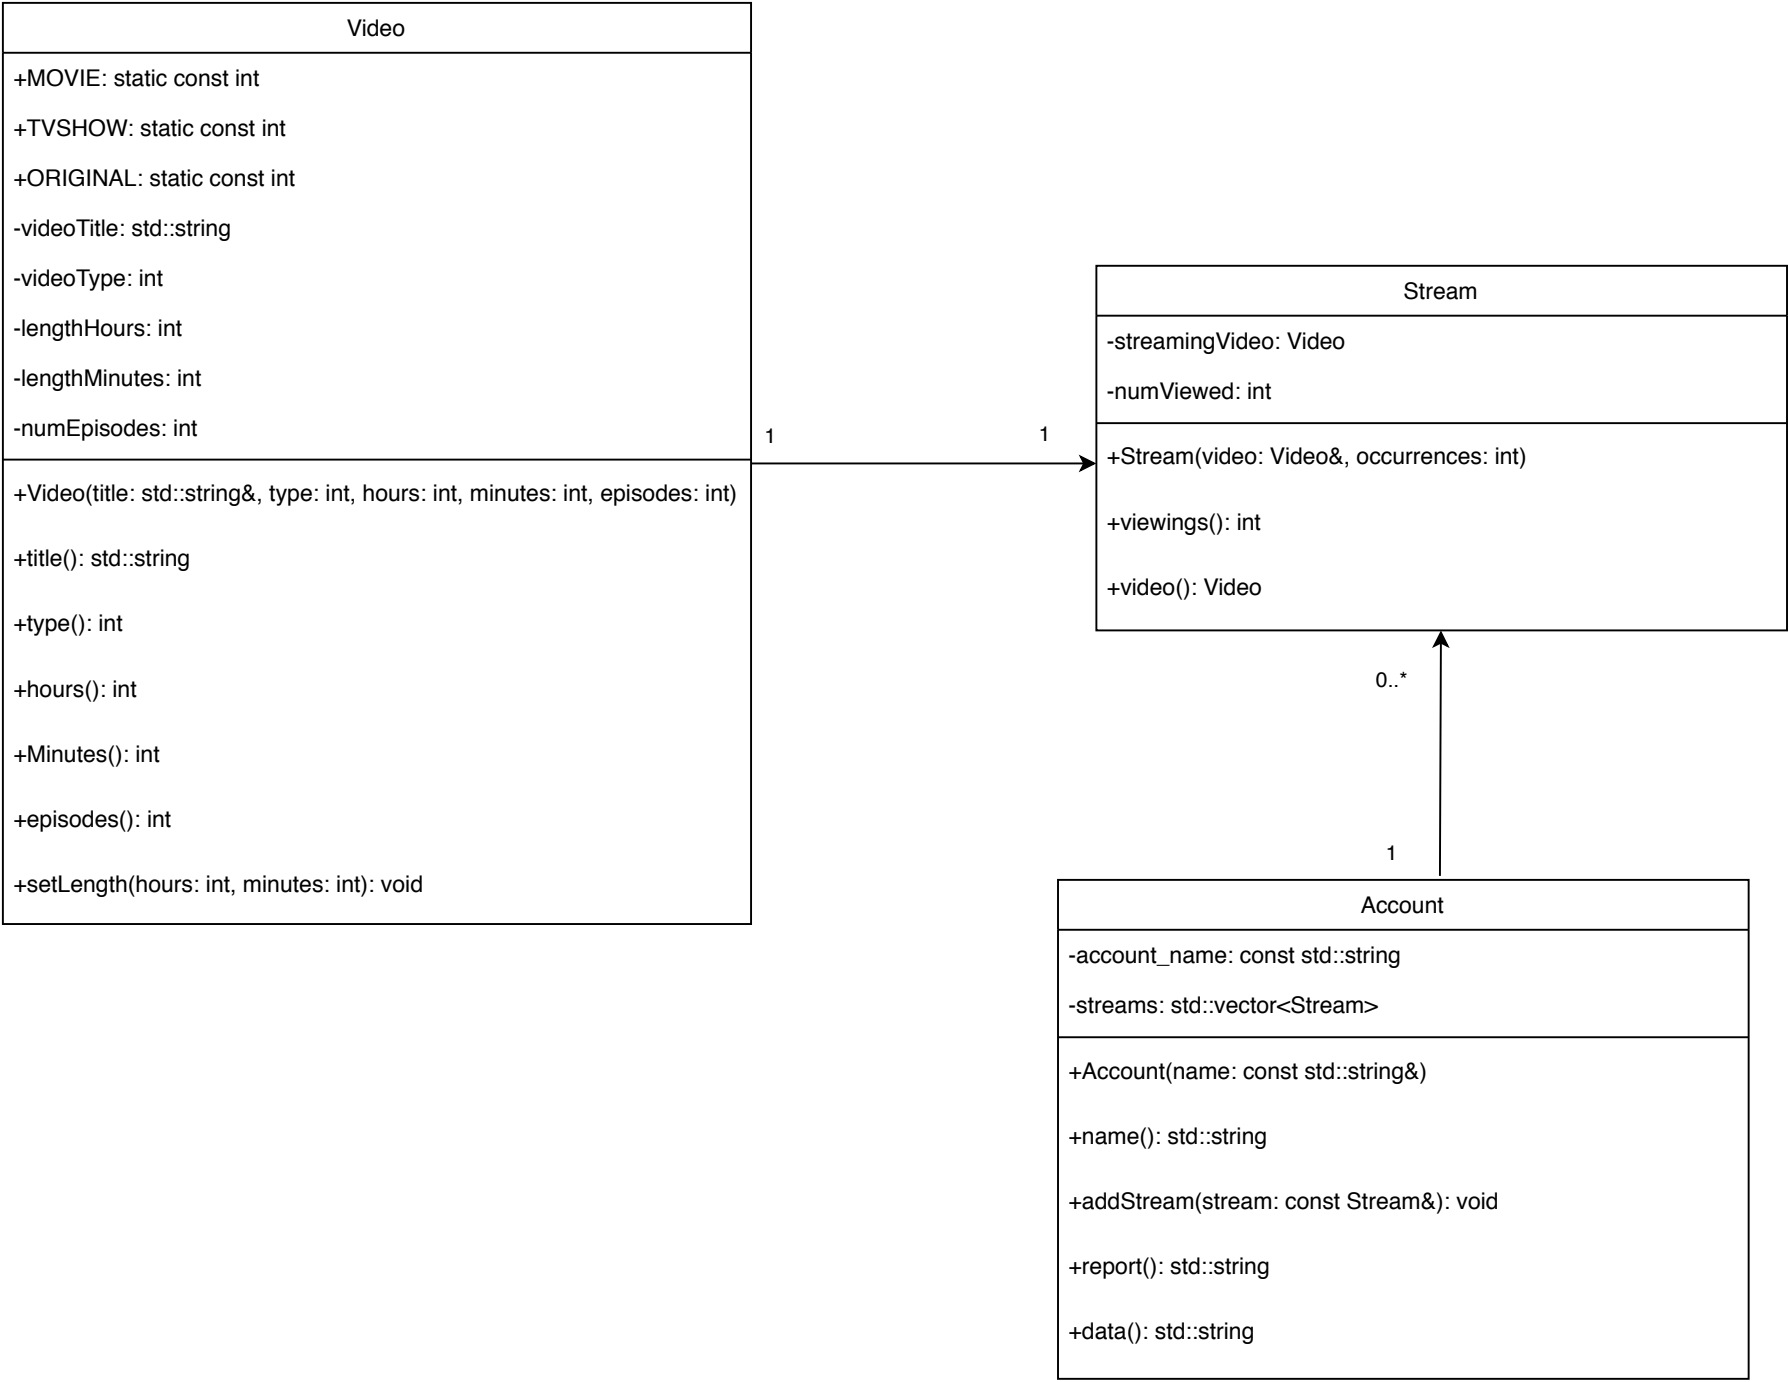 Video
+MOVIE: static const int
+TVSHOW: static const int
+ORIGINAL: static const int
-videoTitle: std::string
-videoType: int
-lengthHours: int
-lengthMinutes: int
-numEpisodes: int
+Video(title: std::string&, type: int, hours: int, minutes: int, episodes: int)
+title(): std::string
+type(): int
+hours(): int
+Minutes(): int
+episodes(): int
+setLength(hours: int, minutes: int): void
1
1
Stream
-streamingVideo: Video
-numViewed: int
+Stream(video: Video&, occurrences: int)
+viewings(): int
+video(): Video
0..*
1
Account
-account_name: const std::string
-streams: std::vector<Stream>
+Account(name: const std::string&)
+name(): std::string
+addStream(stream: const Stream&): void
+report(): std::string
+data(): std::string